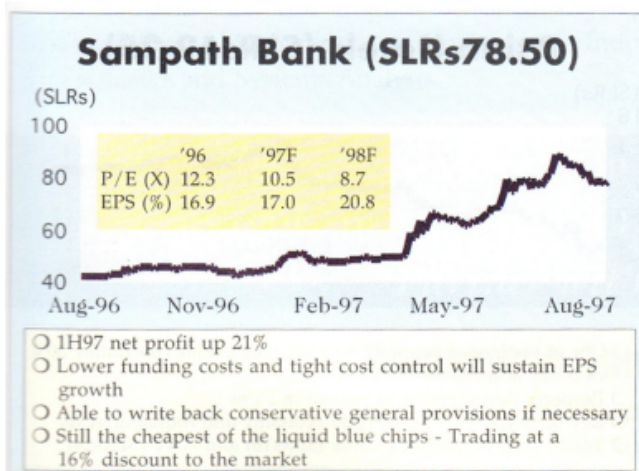 Sampath Bank (SLRs78.50)
(SLRs)
100
80
60
40
'96 '97F '98F
P/E (X) 12.3 10.5 8.7
EPS (%) 16.9 17.0 20.8
Aug-96 Nov-96 Feb-97 May-97 Aug-97
1H97 net profit up 21%
Lower funding costs and tight cost control will sustain EPS
growth
Able to write back conservative general provisions if necessary
Still the cheapest of the liquid blue chips - Trading at a
16% discount to the market